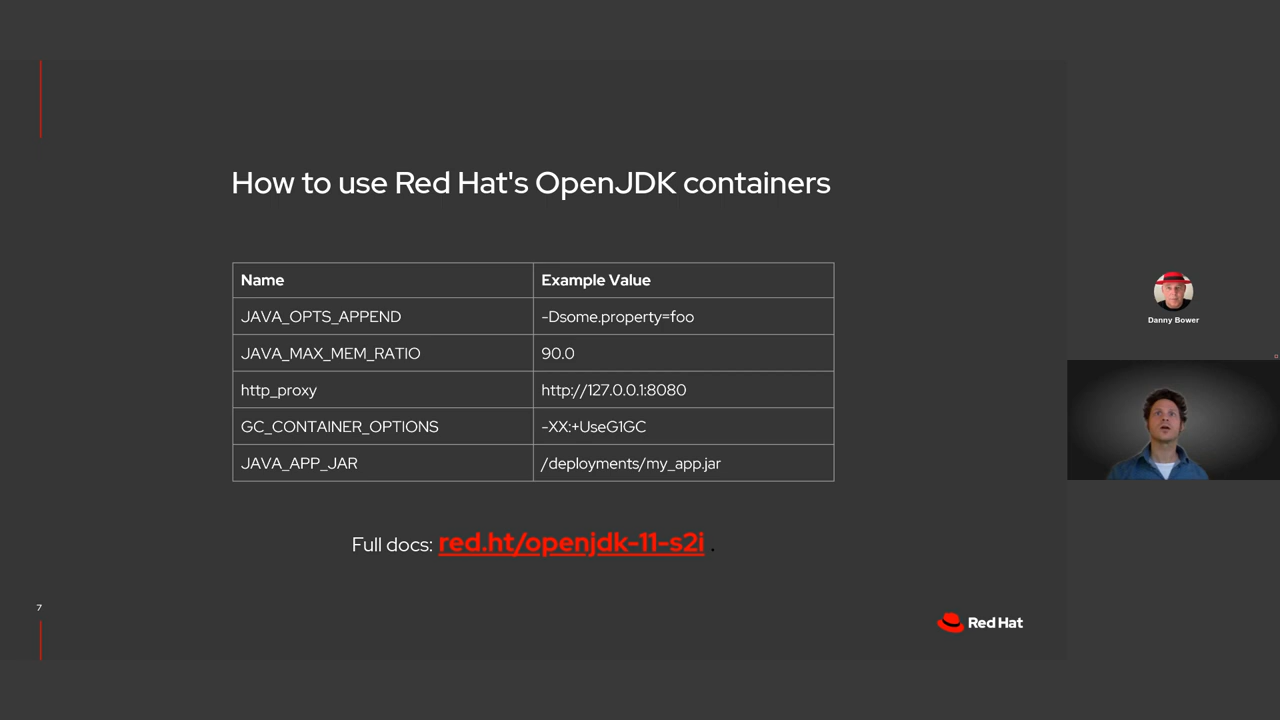 How to use Red Hat's OpenJDK containers
Name Example Value
JAVA_OPTS_APPEND -Dsome.property=foo
JAVA_MAX_MEM_RATIO 90.0
http_proxy http://127.0.0.1:8080
GC_CONTAINER_OPTIONS -XX:+UseG1GC
JAVA_APP_JAR /deployments/my_app.jar
Full docs: red.ht/openjdk-11-s2i .
7
Red Hat
Danny Bower